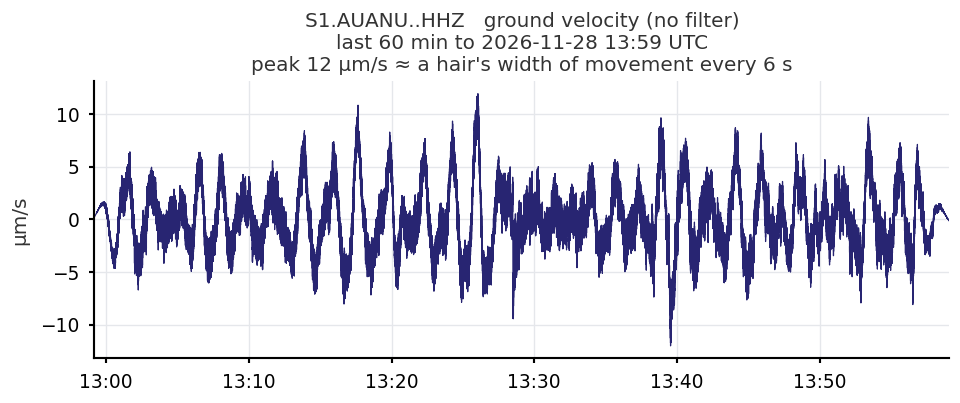 S1.AUANU..HHZ   ground velocity (no filter)
last 60 min to 2026-11-28 13:59 UTC
peak 12 μm/s ≈ a hair's width of movement every 6 s
μm/s
10
5
0
−5
−10
13:00
13:10
13:20
13:30
13:40
13:50